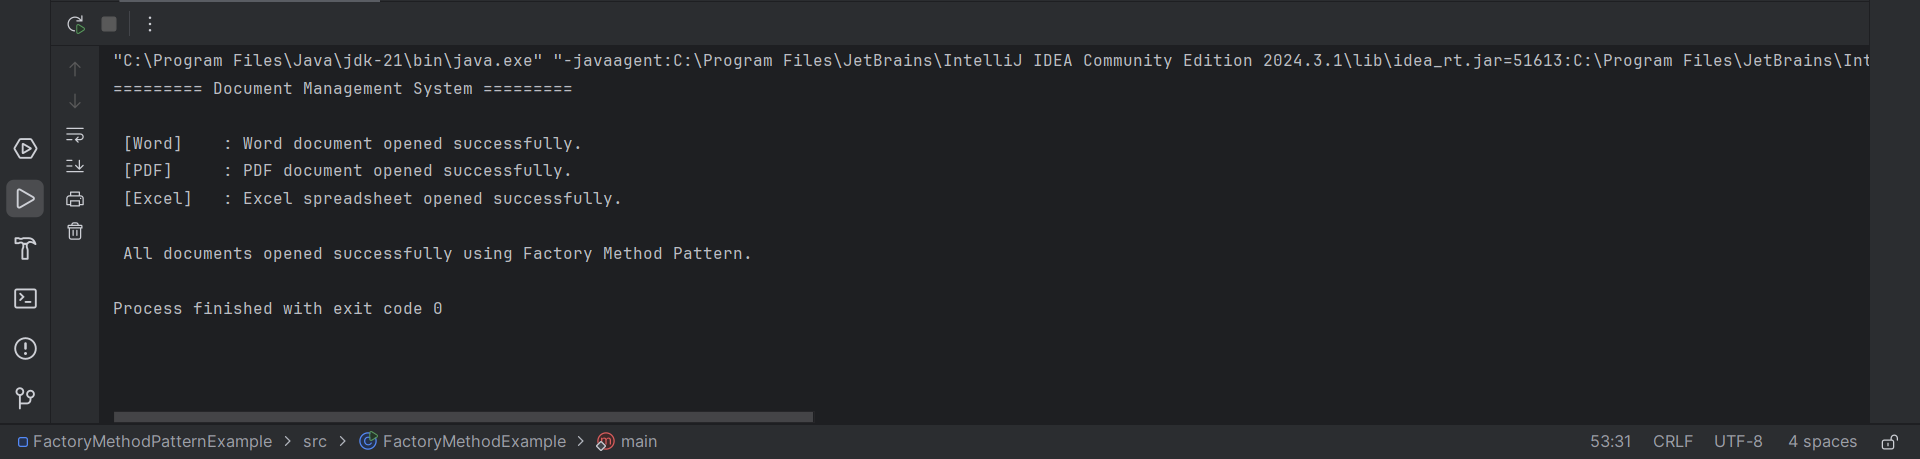 "C:\Program Files\Java\jdk-21\bin\java.exe" "-javaagent:C:\Program Files\JetBrains\IntelliJ IDEA Community Edition 2024.3.1\lib\idea_rt.jar=51613:C:\Program Files\JetBrains\Int
========= Document Management System =========
[Word]    : Word document opened successfully.
[PDF]     : PDF document opened successfully.
[Excel]   : Excel spreadsheet opened successfully.
All documents opened successfully using Factory Method Pattern.
Process finished with exit code 0
FactoryMethodPatternExample > src > FactoryMethodExample > main 53:31 CRLF UTF-8 4 spaces